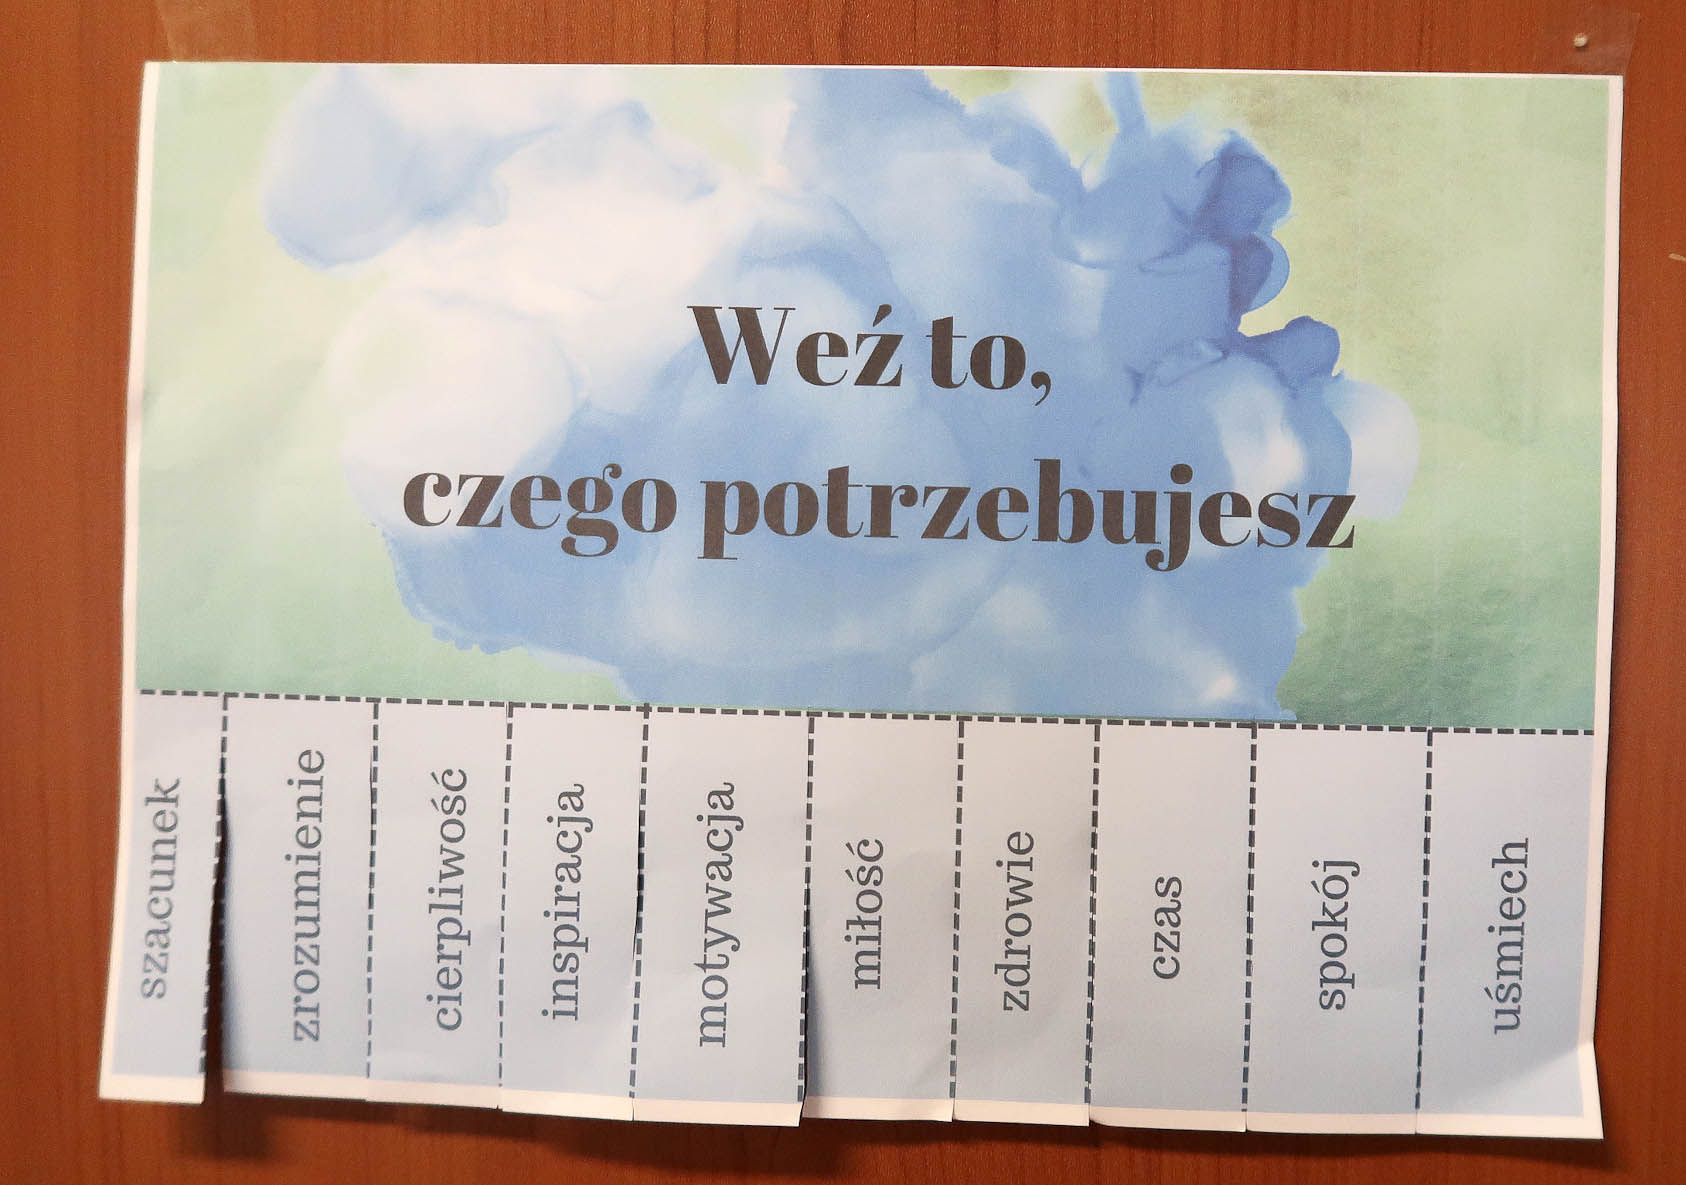 Weź to,
czego potrzebujesz
szacunek
zrozumienie
cierpliwość
inspiracja
motywacja
miłość
zdrowie
czas
spokój
uśmiech